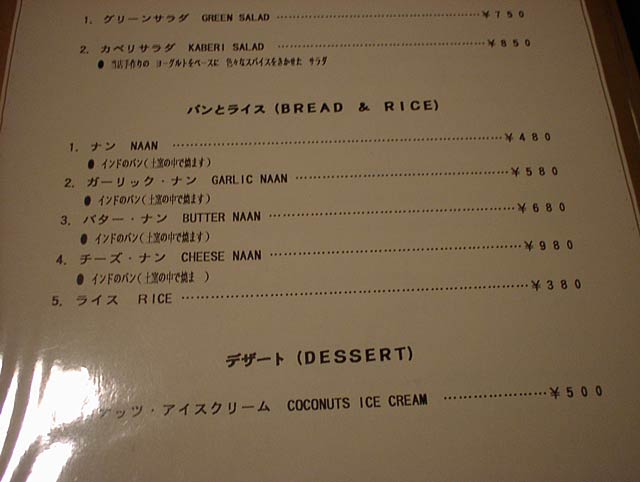 1. グリーンサラダ GREEN SALAD ¥750
2. カベリサラダ KABERI SALAD ¥850
● 当店手作りの ヨーグルトをベースに 色々なスパイスをきかせた サラダ
パンとライス (BREAD & RICE)
1. ナン NAAN ¥480
● インドのパン(土窯の中で焼ます)
2. ガーリック・ナン GARLIC NAAN ¥580
● インドのパン(土窯の中で焼ます)
3. バター・ナン BUTTER NAAN ¥680
● インドのパン(土窯の中で焼ます)
4. チーズ・ナン CHEESE NAAN ¥980
● インドのパン(土窯の中で焼ま )
5. ライス RICE ¥380
デザート (DESSERT)
ナッツ・アイスクリーム COCONUTS ICE CREAM ¥500